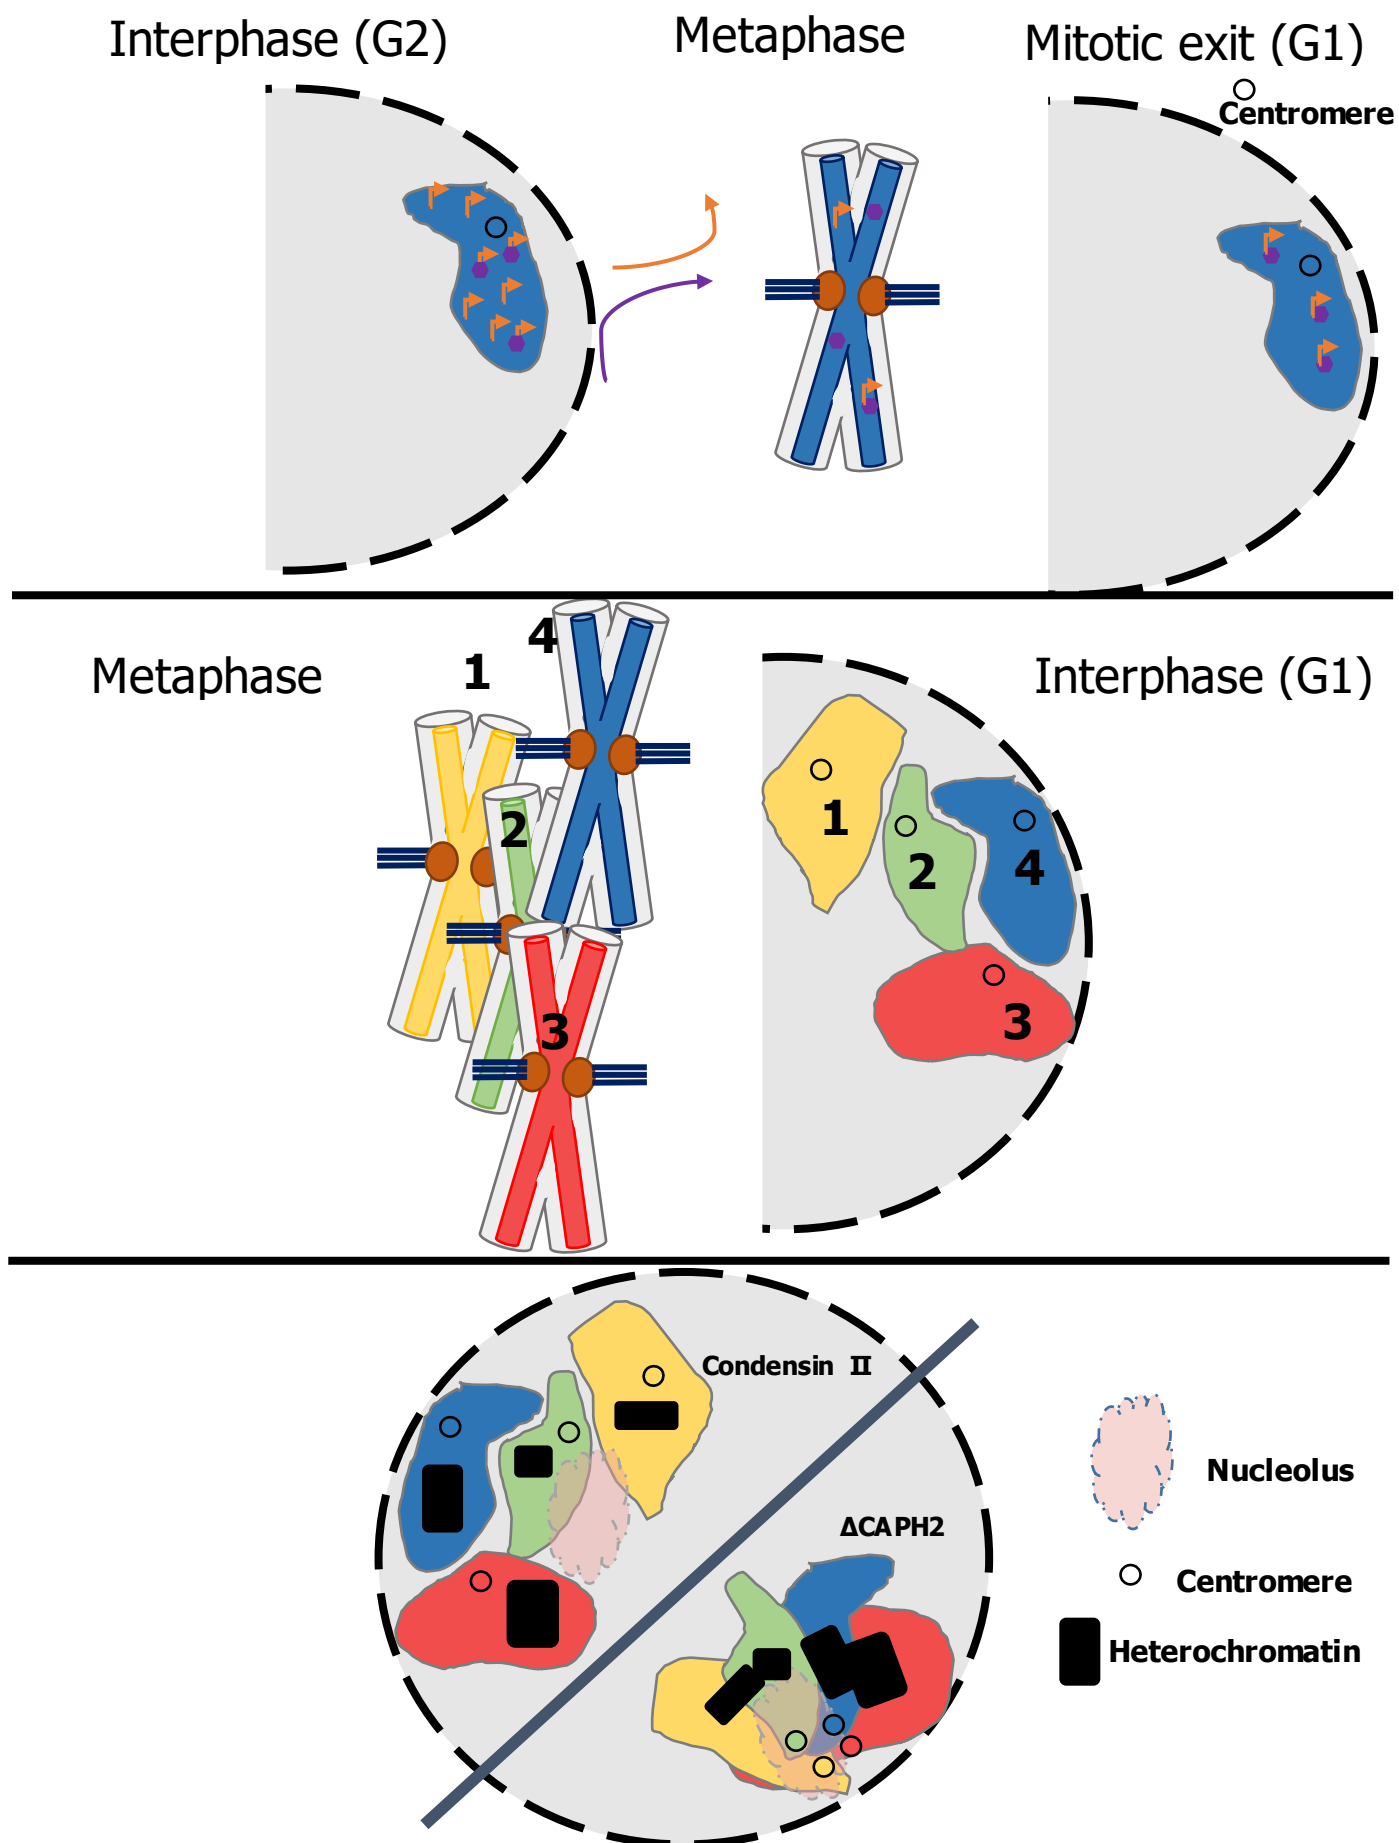 Interphase (G2)
Metaphase
Mitotic exit (G1)
Centromere
Metaphase
1
4
2
3
Interphase (G1)
1
2
4
3
Condensin II
ΔCAPH2
Nucleolus
Centromere
Heterochromatin